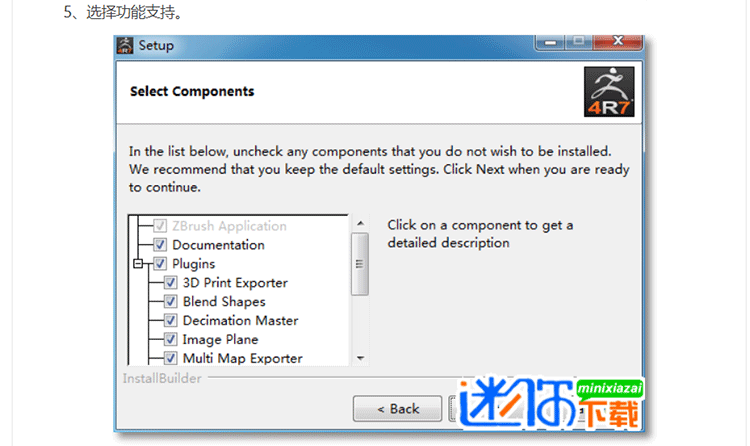 5、选择功能支持。
Setup
Select Components
4R7
In the list below, uncheck any components that you do not wish to be installed.
We recommend that you keep the default settings. Click Next when you are ready
to continue.
ZBrush Application
Documentation
Plugins
3D Print Exporter
Blend Shapes
Decimation Master
Image Plane
Multi Map Exporter
Click on a component to get a
detailed description
InstallBuilder
< Back
迷你下载
minixiazai